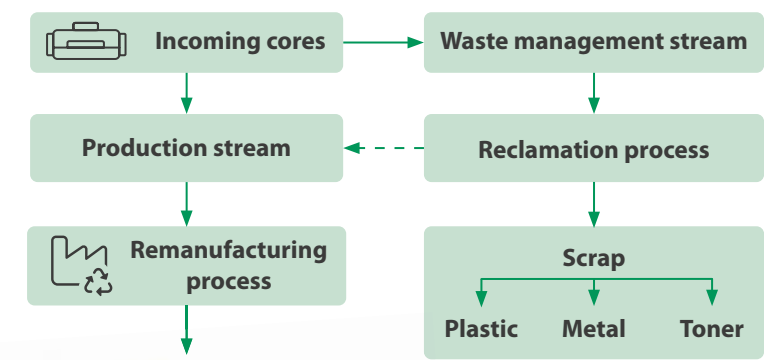 Incoming cores
Waste management stream
Production stream
Reclamation process
Remanufacturing
process
Scrap
Plastic
Metal
Toner